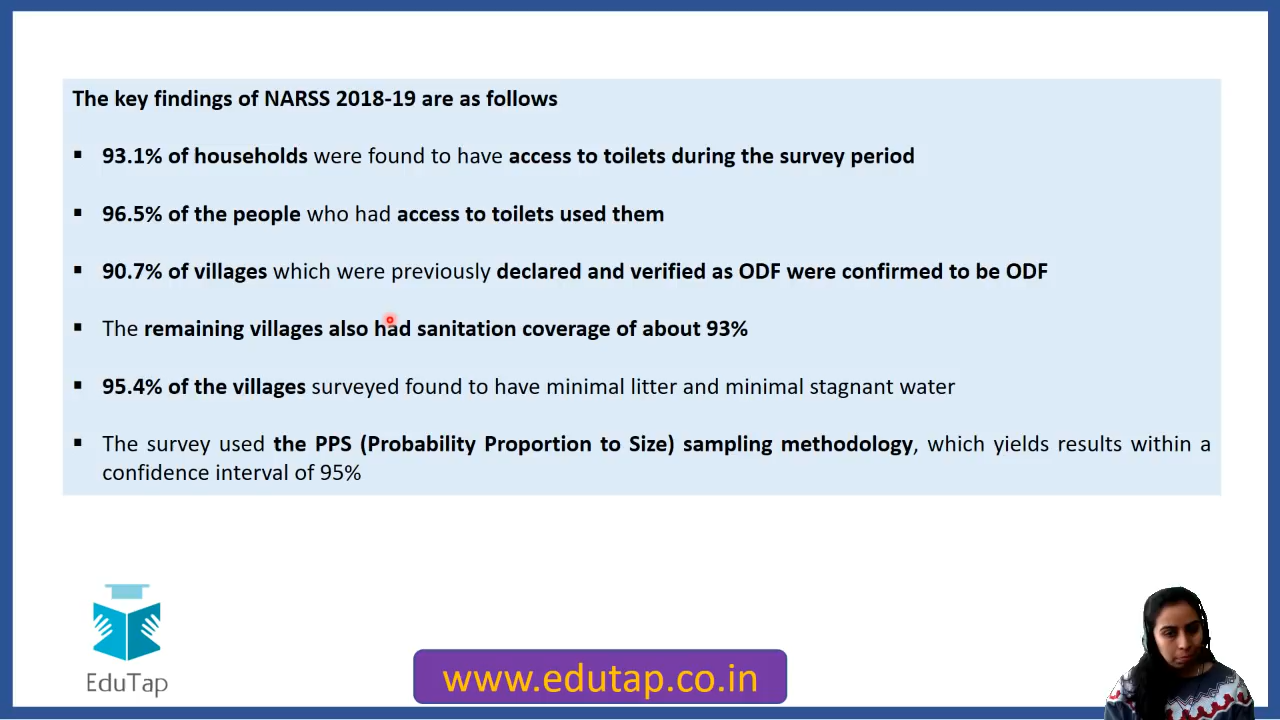 The key findings of NARSS 2018-19 are as follows
▪ 93.1% of households were found to have access to toilets during the survey period
▪ 96.5% of the people who had access to toilets used them
▪ 90.7% of villages which were previously declared and verified as ODF were confirmed to be ODF
▪ The remaining villages also had sanitation coverage of about 93%
▪ 95.4% of the villages surveyed found to have minimal litter and minimal stagnant water
▪ The survey used the PPS (Probability Proportion to Size) sampling methodology, which yields results within a
confidence interval of 95%
EduTap
www.edutap.co.in